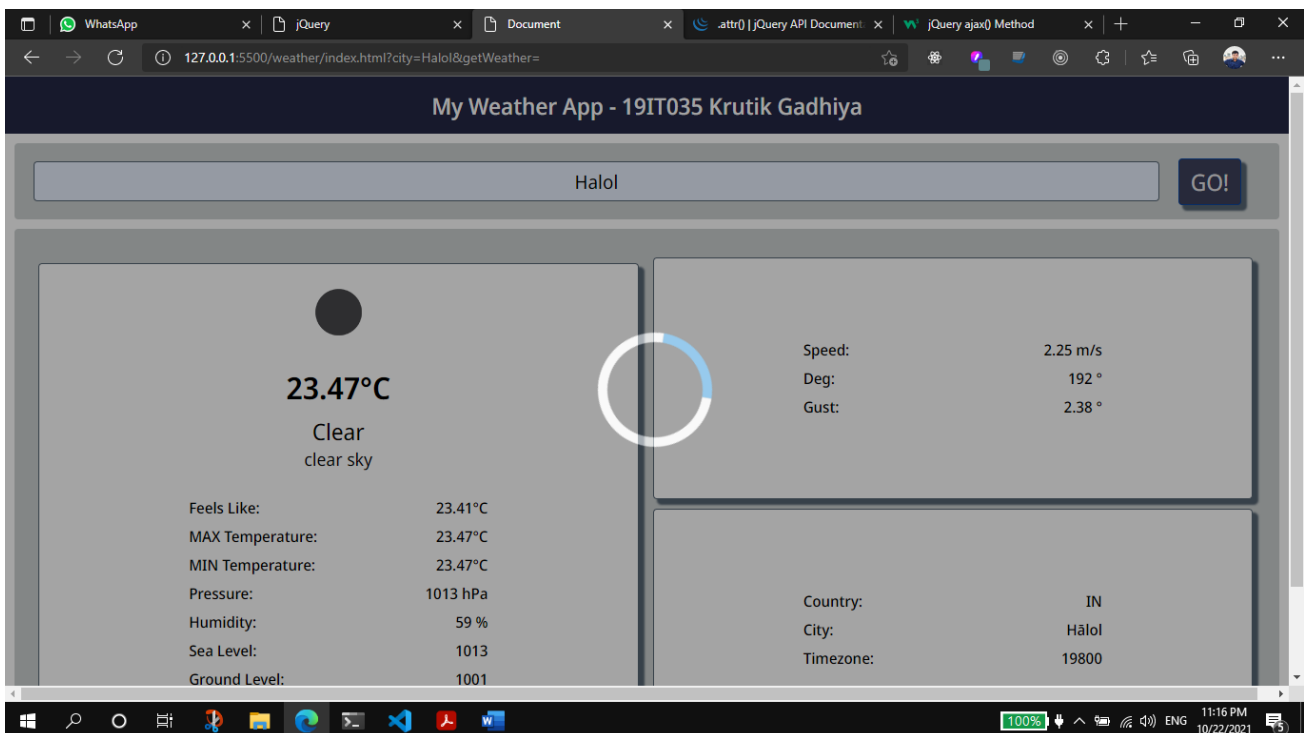 WhatsApp
jQuery
Document
.attr() | jQuery API Document
jQuery ajax() Method
127.0.0.1:5500/weather/index.html?city=Halol&getWeather=
My Weather App - 19IT035 Krutik Gadhiya
Halol
GO!
23.47°C
Clear
clear sky
Feels Like: 23.41°C
MAX Temperature: 23.47°C
MIN Temperature: 23.47°C
Pressure: 1013 hPa
Humidity: 59 %
Sea Level: 1013
Ground Level: 1001
Speed: 2.25 m/s
Deg: 192 °
Gust: 2.38 °
Country: IN
City: Hālol
Timezone: 19800
100%
ENG
11:16 PM
10/22/2021
5